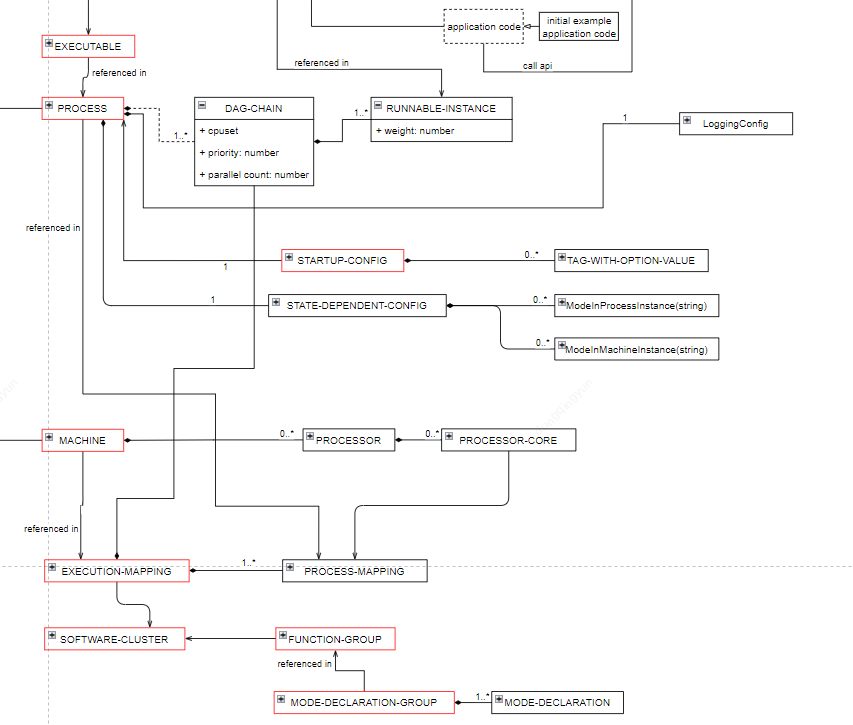 application code
initial example
application code
EXECUTABLE
referenced in
call api
referenced in
PROCESS
DAG-CHAIN
+ cpuset
+ priority: number
+ parallel count: number
1..*
1..*
RUNNABLE-INSTANCE
+ weight: number
1
LoggingConfig
referenced in
1
STARTUP-CONFIG
0..*
TAG-WITH-OPTION-VALUE
1
STATE-DEPENDENT-CONFIG
0..*
ModeInProcessInstance(string)
0..*
ModeInMachineInstance(string)
MACHINE
0..*
PROCESSOR
0..*
PROCESSOR-CORE
referenced in
EXECUTION-MAPPING
1..*
PROCESS-MAPPING
SOFTWARE-CLUSTER
FUNCTION-GROUP
referenced in
MODE-DECLARATION-GROUP
1..*
MODE-DECLARATION